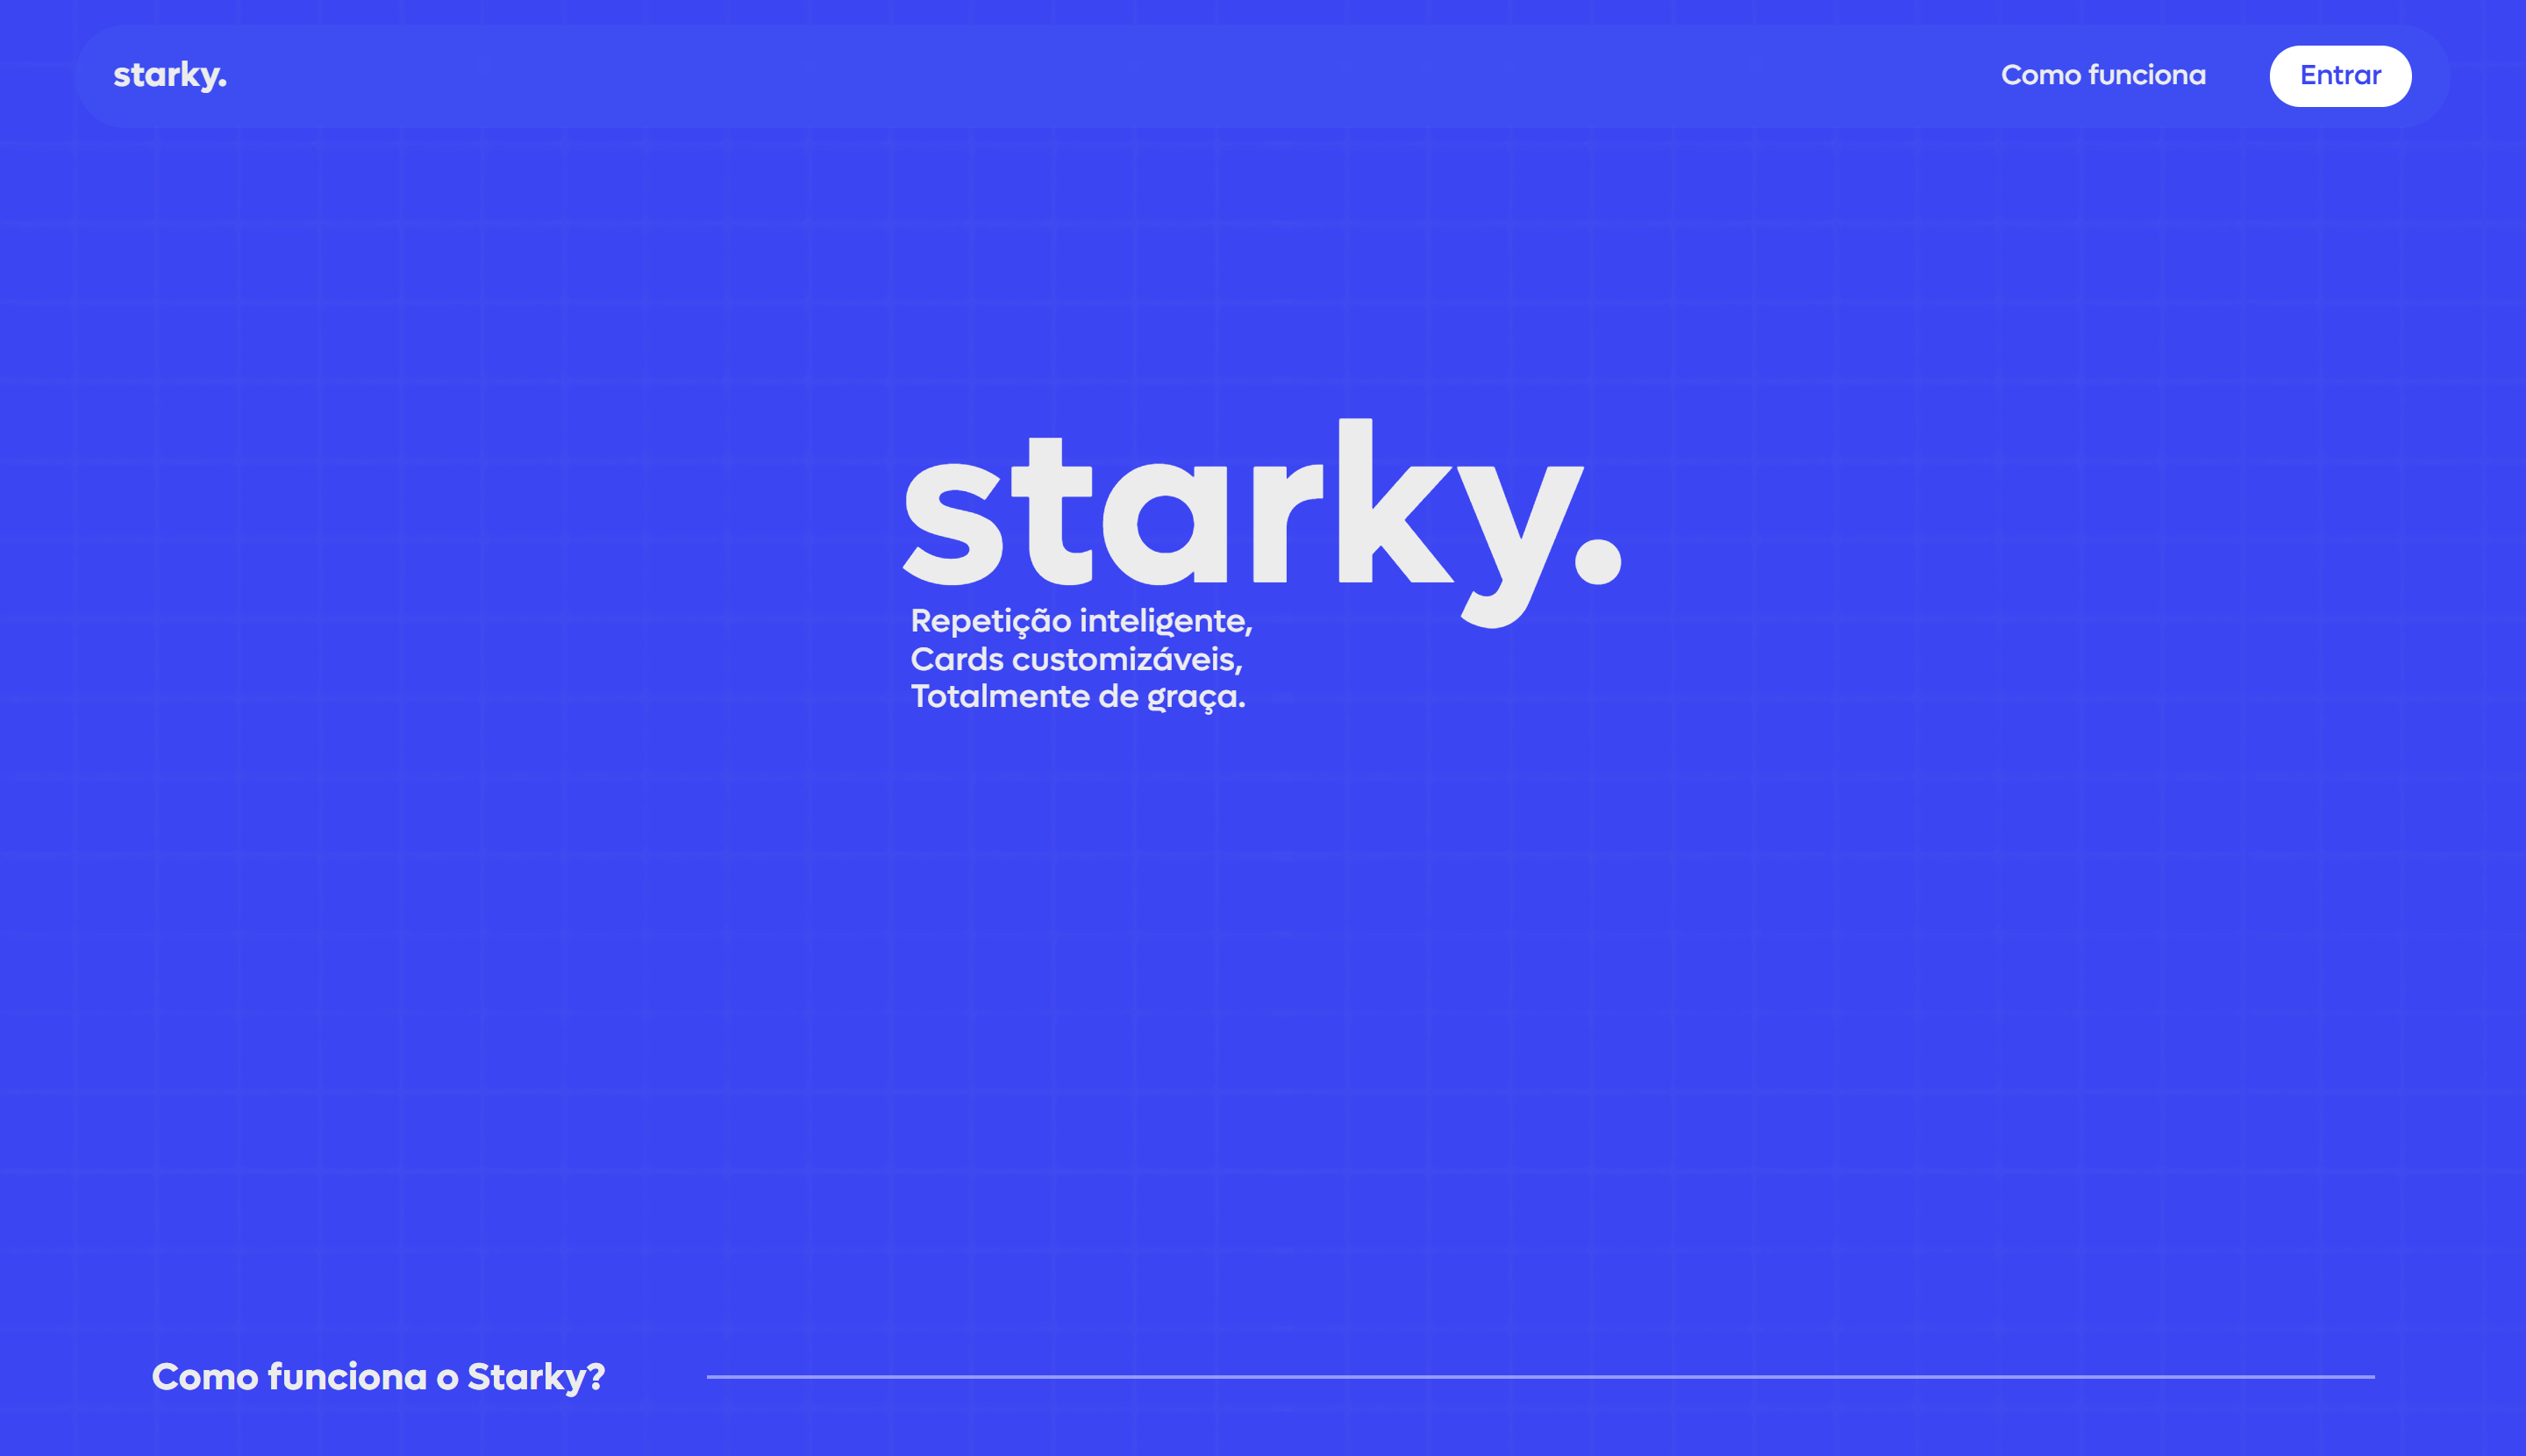 starky.
Como funciona
Entrar
starky.
Repetição inteligente,
Cards customizáveis,
Totalmente de graça.
Como funciona o Starky?